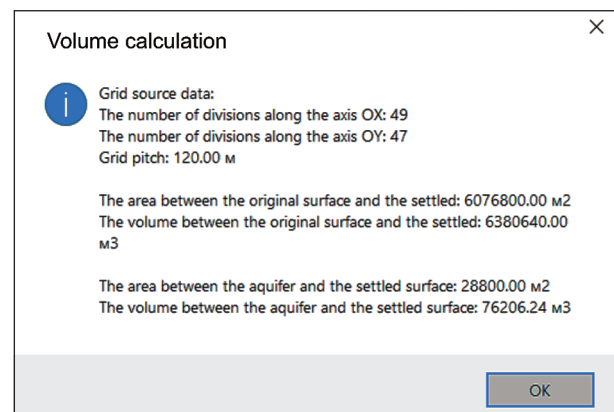 Volume calculation
Grid source data:
The number of divisions along the axis OX: 49
The number of divisions along the axis OY: 47
Grid pitch: 120.00 м
The area between the original surface and the settled: 6076800.00 м2
The volume between the original surface and the settled: 6380640.00
м3
The area between the aquifer and the settled surface: 28800.00 м2
The volume between the aquifer and the settled surface: 76206.24 м3
OK